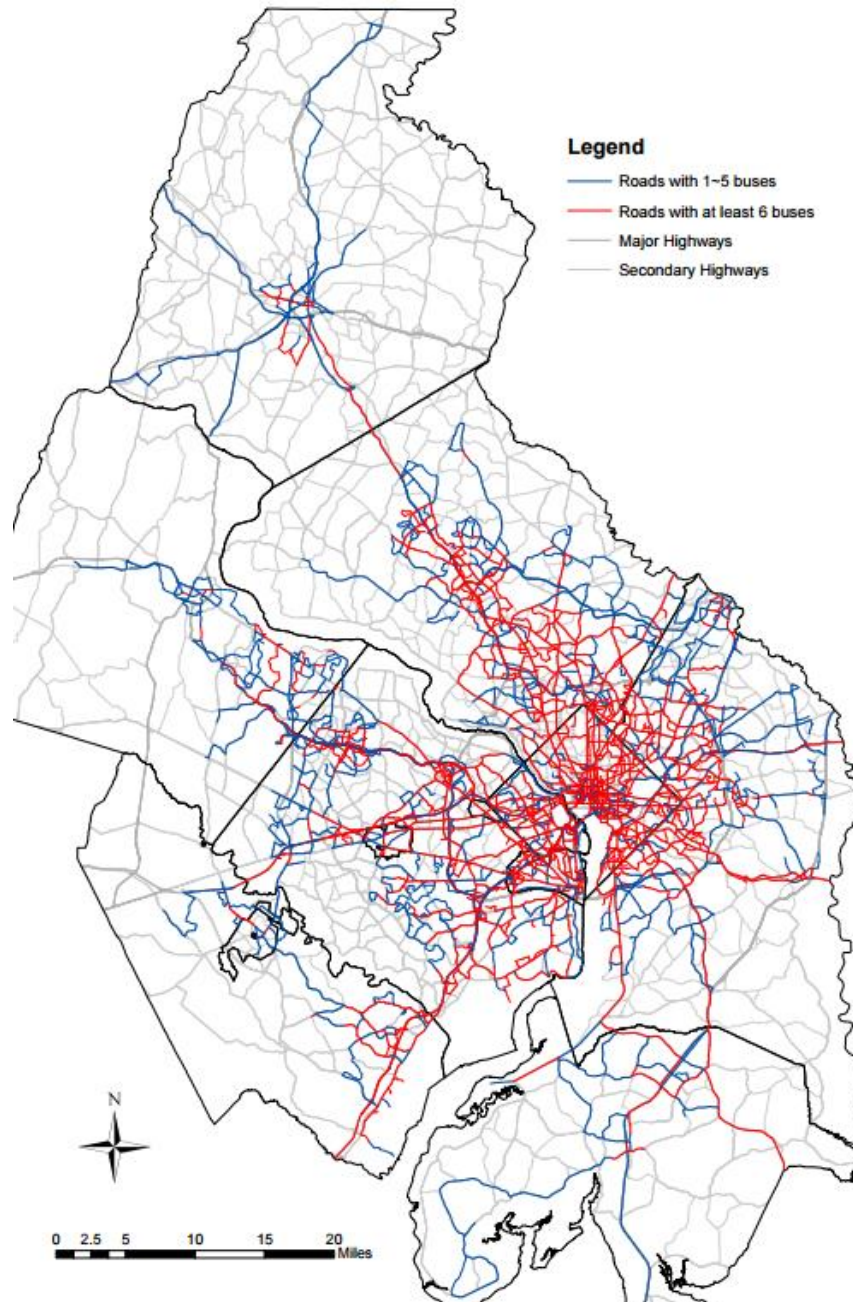 Legend
Roads with 1~5 buses
Roads with at least 6 buses
Major Highways
Secondary Highways
N
0 2.5 5 10 15 20
Milles